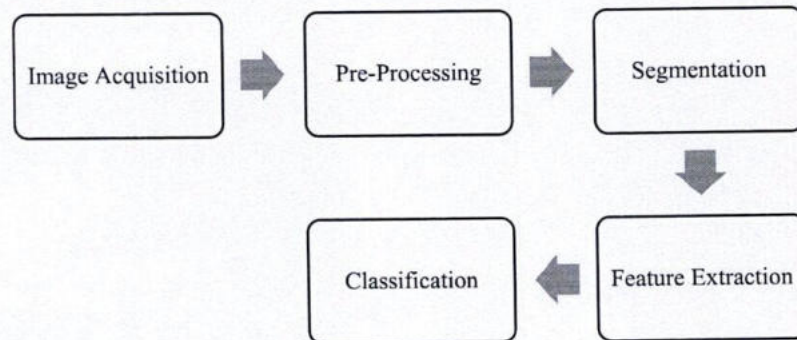 Image Acquisition
Pre-Processing
Segmentation
Feature Extraction
Classification